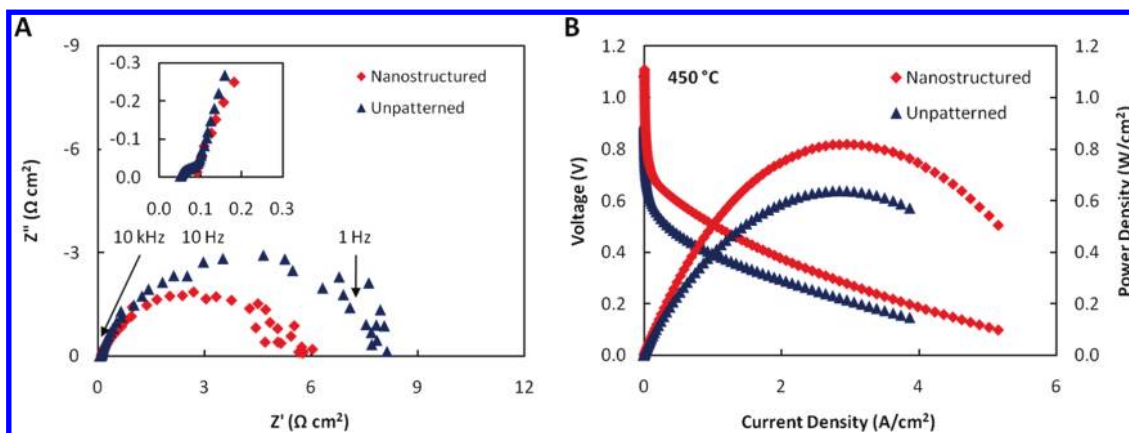 A
-9
-6
-3
0
Z'' (Ω cm²)
0
3
6
9
12
Z' (Ω cm²)
-0.3
-0.2
-0.1
0.0
0.0 0.1 0.2 0.3
Nanostructured
Unpatterned
10 kHz
10 Hz
1 Hz
B
1.2
1.0
0.8
0.6
0.4
0.2
0.0
Voltage (V)
450 °C
Nanostructured
Unpatterned
0
2
4
6
Current Density (A/cm²)
1.2
1.0
0.8
0.6
0.4
0.2
0.0
Power Density (W/cm²)